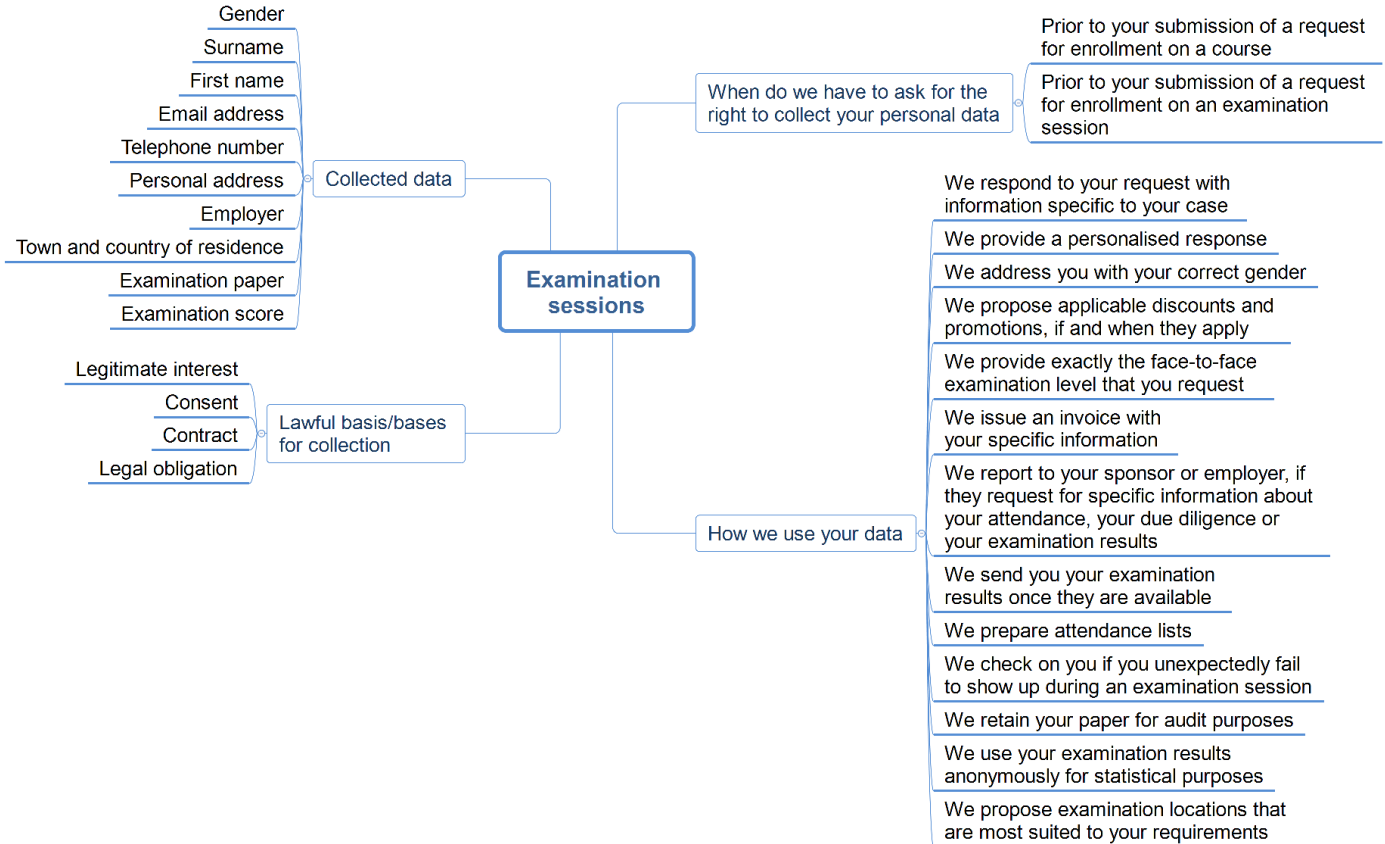 Gender
Surname
First name
Email address
Telephone number
Personal address
Employer
Town and country of residence
Examination paper
Examination score
Collected data
Legitimate interest
Consent
Contract
Legal obligation
Lawful basis/bases
for collection
Examination
sessions
When do we have to ask for the
right to collect your personal data
Prior to your submission of a request
for enrollment on a course
Prior to your submission of a request
for enrollment on an examination
session
How we use your data
We respond to your request with
information specific to your case
We provide a personalised response
We address you with your correct gender
We propose applicable discounts and
promotions, if and when they apply
We provide exactly the face-to-face
examination level that you request
We issue an invoice with
your specific information
We report to your sponsor or employer, if
they request for specific information about
your attendance, your due diligence or
your examination results
We send you your examination
results once they are available
We prepare attendance lists
We check on you if you unexpectedly fail
to show up during an examination session
We retain your paper for audit purposes
We use your examination results
anonymously for statistical purposes
We propose examination locations that
are most suited to your requirements